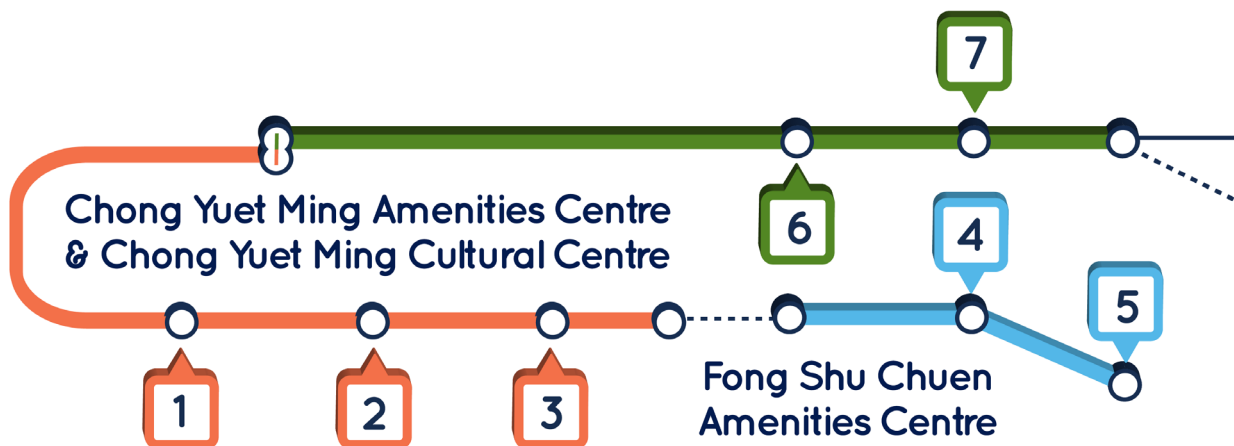 7
6
4
5
Chong Yuet Ming Amenities Centre
& Chong Yuet Ming Cultural Centre
1
2
3
Fong Shu Chuen
Amenities Centre